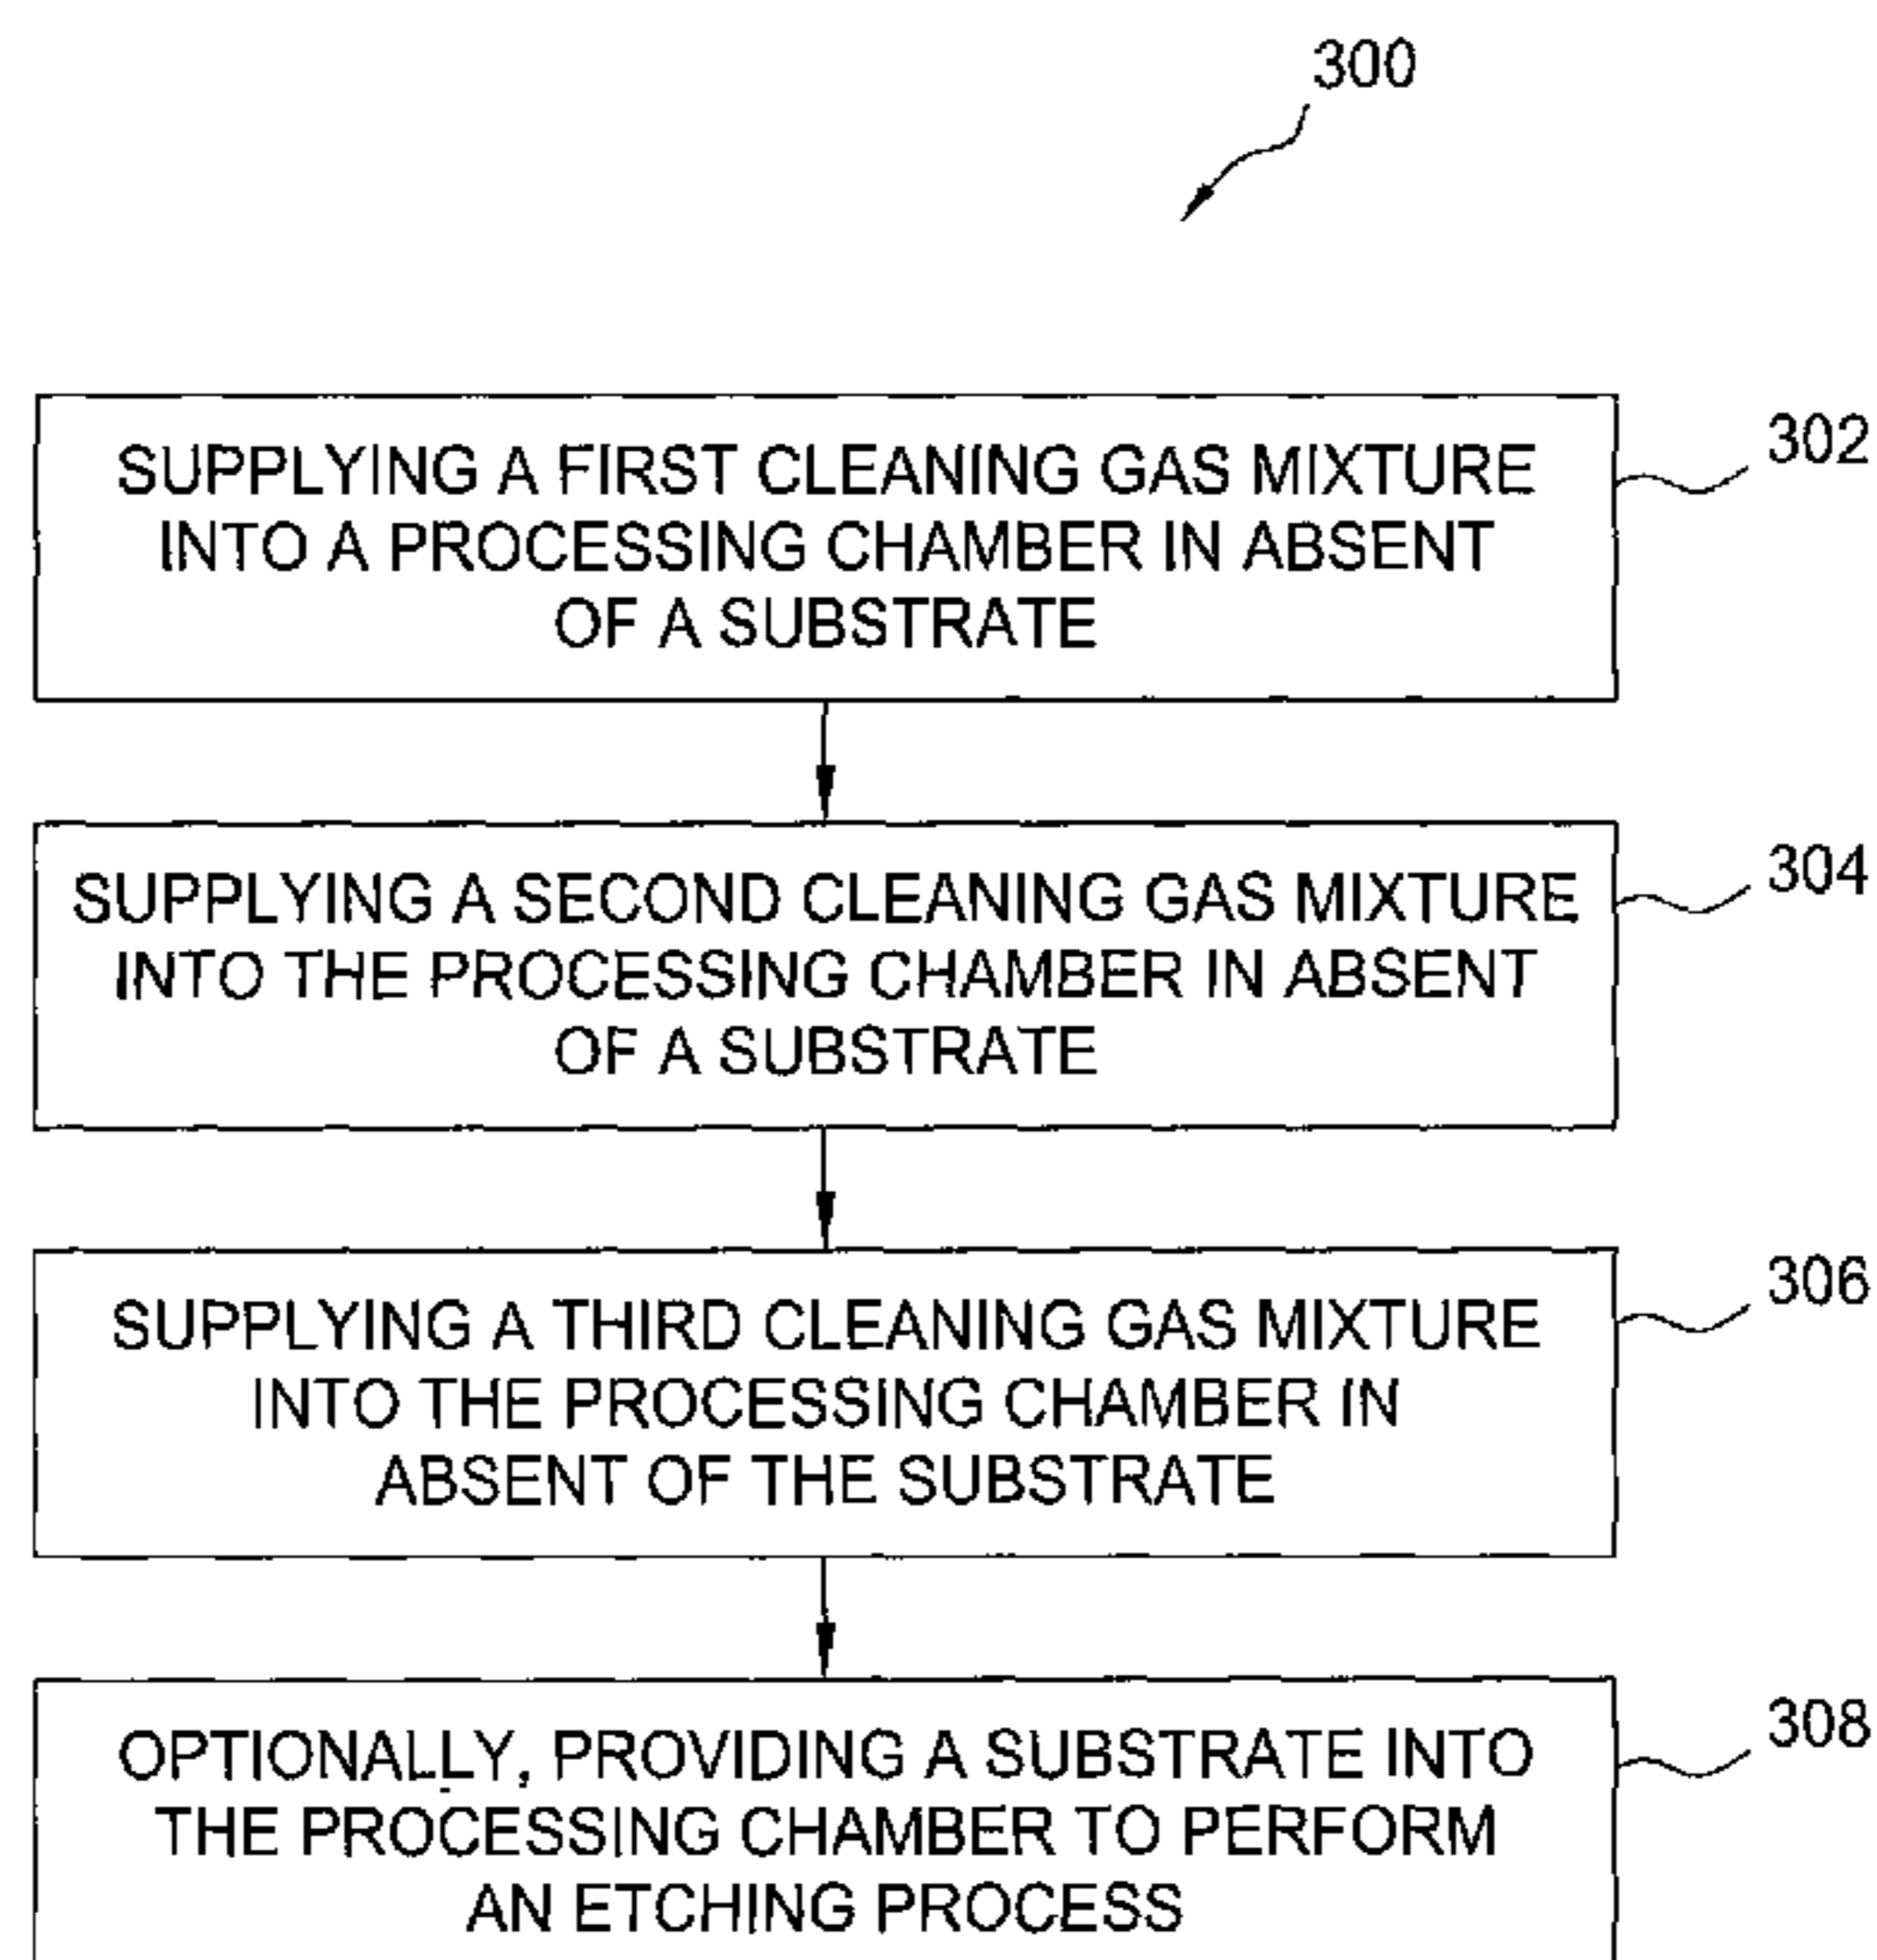 300
SUPPLYING A FIRST CLEANING GAS MIXTURE
INTO A PROCESSING CHAMBER IN ABSENT
OF A SUBSTRATE
302
SUPPLYING A SECOND CLEANING GAS MIXTURE
INTO THE PROCESSING CHAMBER IN ABSENT
OF A SUBSTRATE
304
SUPPLYING A THIRD CLEANING GAS MIXTURE
INTO THE PROCESSING CHAMBER IN
ABSENT OF THE SUBSTRATE
306
OPTIONALLY, PROVIDING A SUBSTRATE INTO
THE PROCESSING CHAMBER TO PERFORM
AN ETCHING PROCESS
308